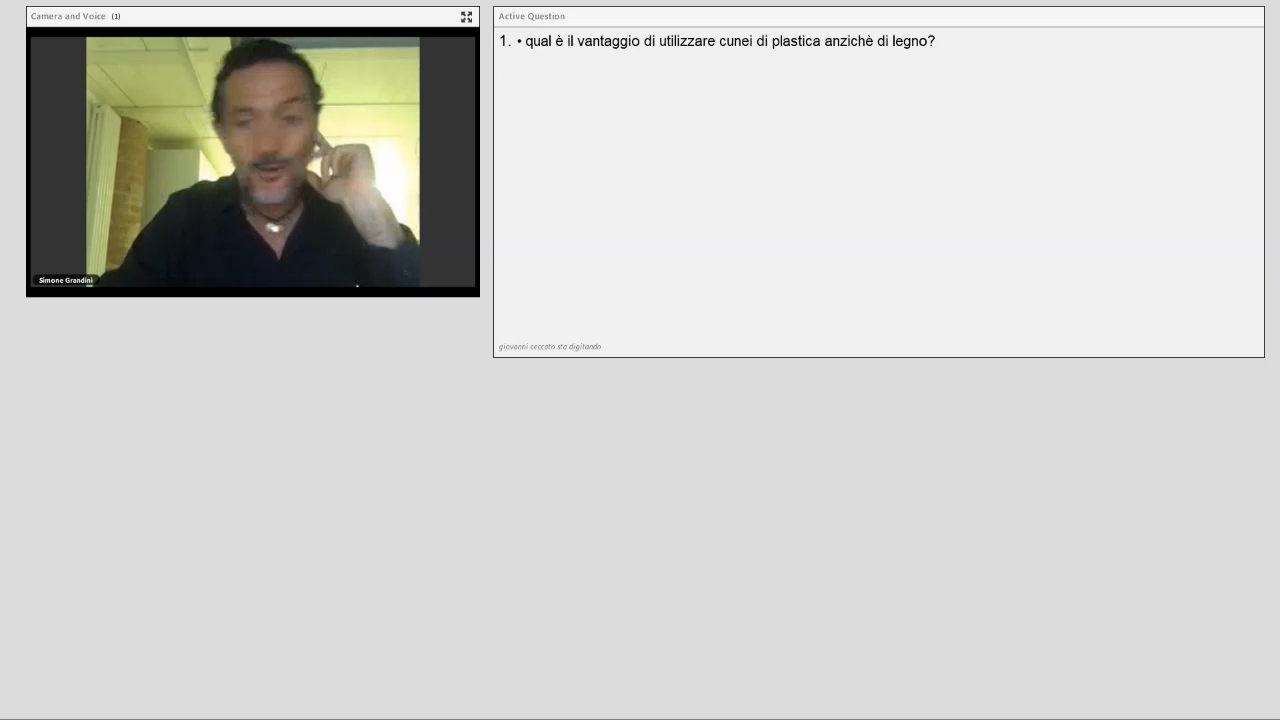 Camera and Voice (1)
Simone Grandini
Active Question
1. • qual è il vantaggio di utilizzare cunei di plastica anzichè di legno?
giovanni ceccato sta digitando